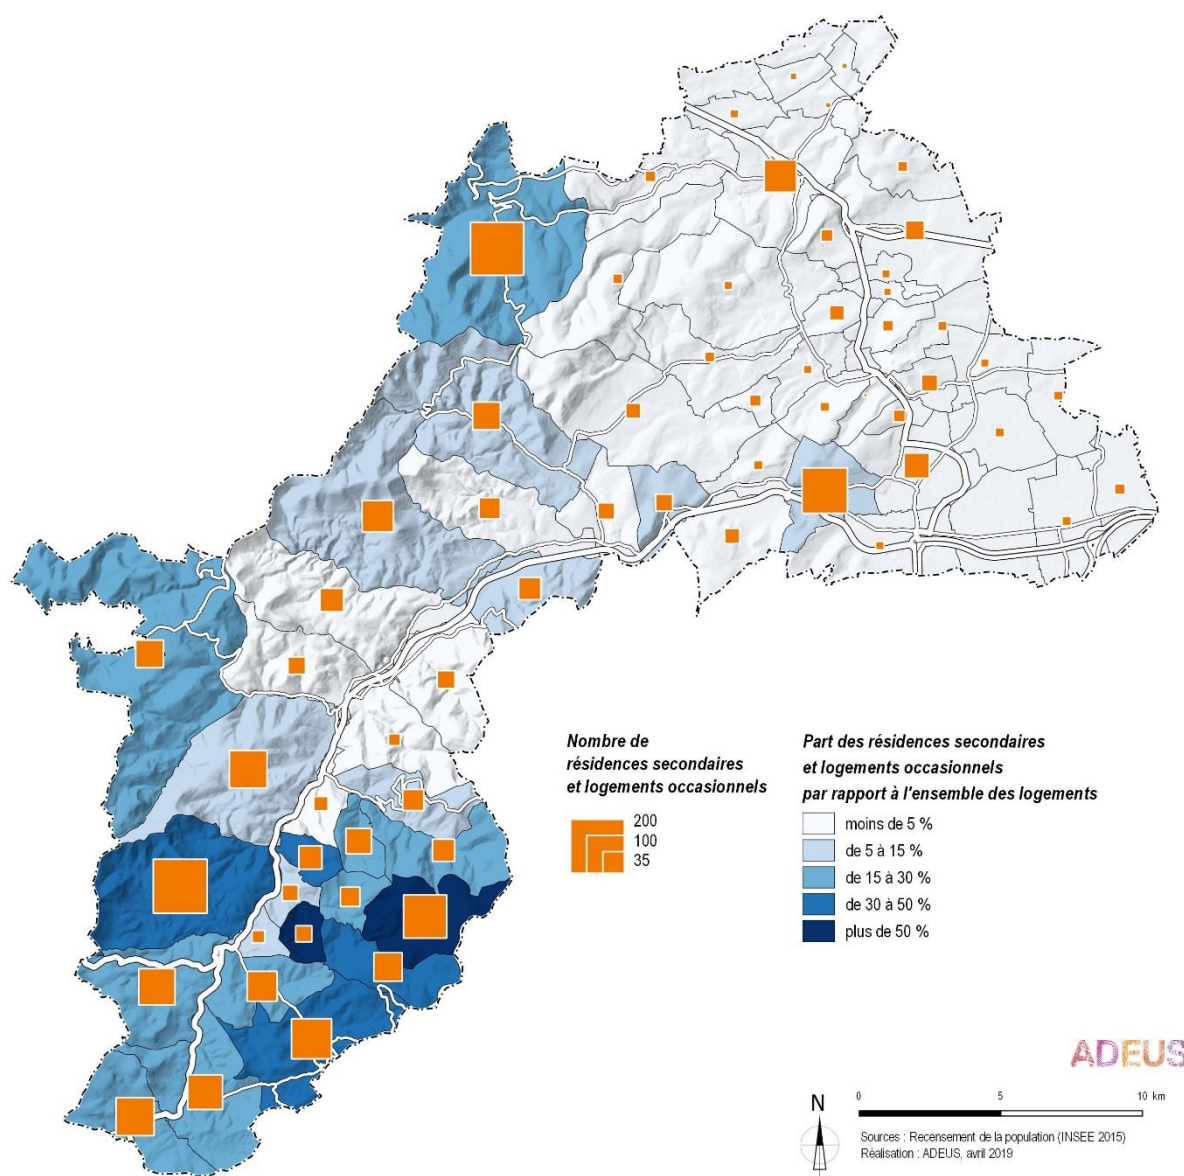 Nombre de
résidences secondaires
et logements occasionnels
200
100
35
Part des résidences secondaires
et logements occasionnels
par rapport à l'ensemble des logements
moins de 5 %
de 5 à 15 %
de 15 à 30 %
de 30 à 50 %
plus de 50 %
ADEUS
N
0 5 10 km
Sources : Recensement de la population (INSEE 2015)
Réalisation : ADEUS, avril 2019